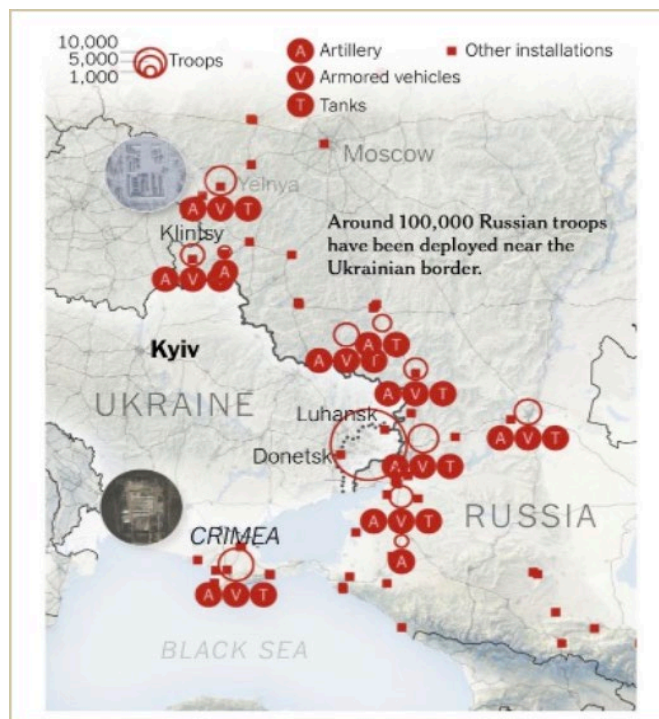 10,000
5,000
1,000
Troops
A Artillery
V Armored vehicles
T Tanks
Other installations
Moscow
Yelnya
A V T
Klintsy
A V A
Around 100,000 Russian troops
have been deployed near the
Ukrainian border.
Kyiv
A T
A V T
UKRAINE
A V T
Luhansk
A V T
Donetsk
A V T
RUSSIA
A V T
CRIMEA
A
A V T
BLACK SEA